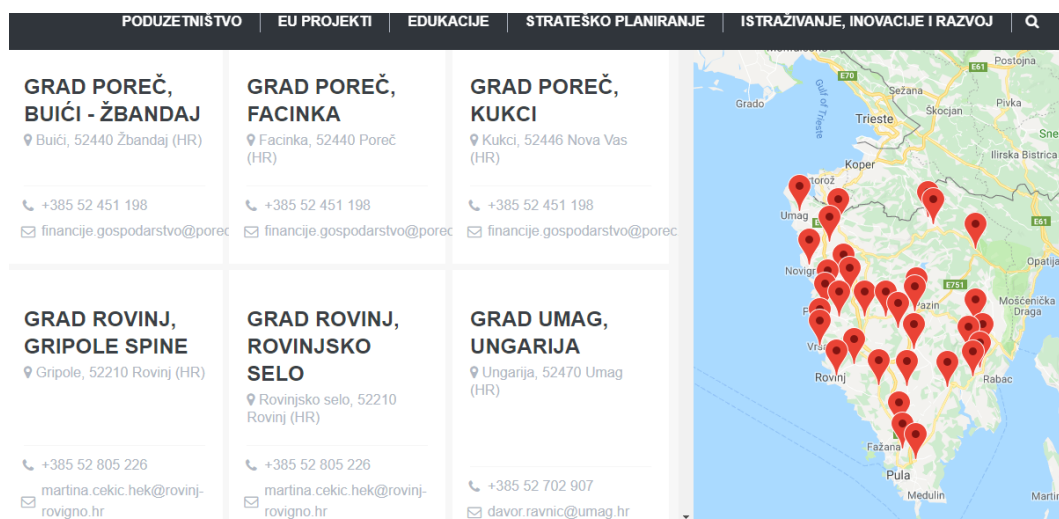 PODUZETNIŠTVO
EU PROJEKTI
EDUKACIJE
STRATEŠKO PLANIRANJE
ISTRAŽIVANJE, INOVACIJE I RAZVOJ
GRAD POREČ,
BUIĆI - ŽBANDAJ
Buići, 52440 Žbandaj (HR)
+385 52 451 198
financije.gospodarstvo@porec
GRAD POREČ,
FACINKA
Facinka, 52440 Poreč
(HR)
+385 52 451 198
financije.gospodarstvo@porec
GRAD POREČ,
KUKCI
Kukci, 52446 Nova Vas
(HR)
+385 52 451 198
financije.gospodarstvo@porec
GRAD ROVINJ,
GRIPOLE SPINE
Gripole, 52210 Rovinj (HR)
+385 52 805 226
martina.cekic.hek@rovinj-
rovigno.hr
GRAD ROVINJ,
ROVINJSKO
SELO
Rovinjsko selo, 52210
Rovinj (HR)
+385 52 805 226
martina.cekic.hek@rovinj-
rovigno.hr
GRAD UMAG,
UNGARIJA
Ungarija, 52470 Umag
(HR)
+385 52 702 907
davor.ravnic@umag.hr
E61
Postojna
E70
Sežana
Grado
Gulf of Trieste
Trieste
Škocjan
Pivka
Sne
Ilirska Bistrica
Koper
torož
Umag
E61
Opatija
Novigr
E751
azin
Mošćenička
Draga
Vrsa
Rovinj
Rabac
Fažana
Pula
Medulin
Martin